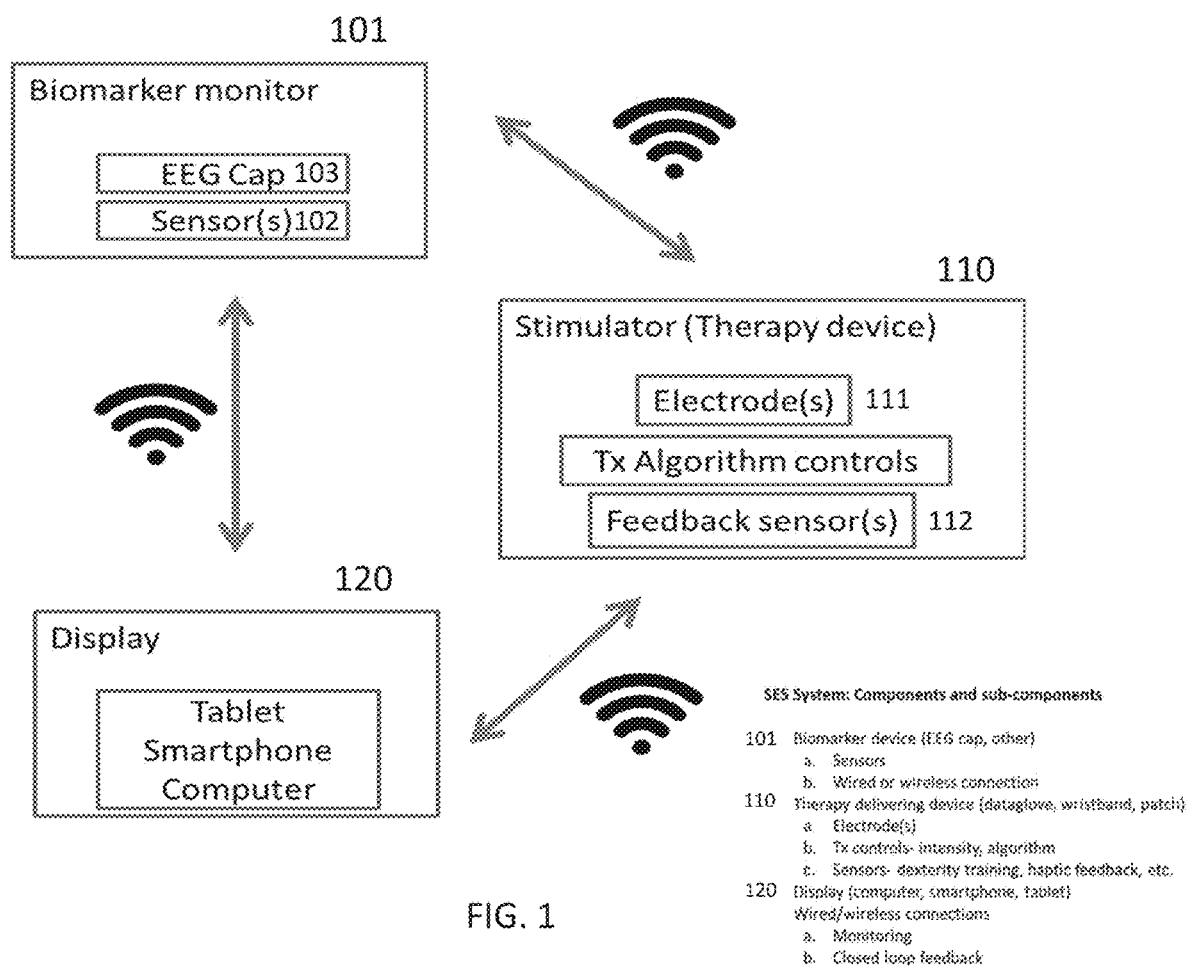 101
Biomarker monitor
EEG Cap 103
Sensor(s) 102
110
Stimulator (Therapy device)
Electrode(s) 111
Tx Algorithm controls
Feedback sensor(s) 112
120
Display
Tablet
Smartphone
Computer
SES System: Components and sub-components
101 Biomarker device (EEG cap, other)
a. Sensors
b. Wired or wireless connection
110 Therapy delivering device (dataglove, wristband, patch)
a Electrode(s)
b. Tx controls- intensity, algorithm
c. Sensors- dexterity training, haptic feedback, etc.
120 Display (computer, smartphone, tablet)
Wired/wireless connections
a. Monitoring
b. Closed loop feedback
FIG. 1